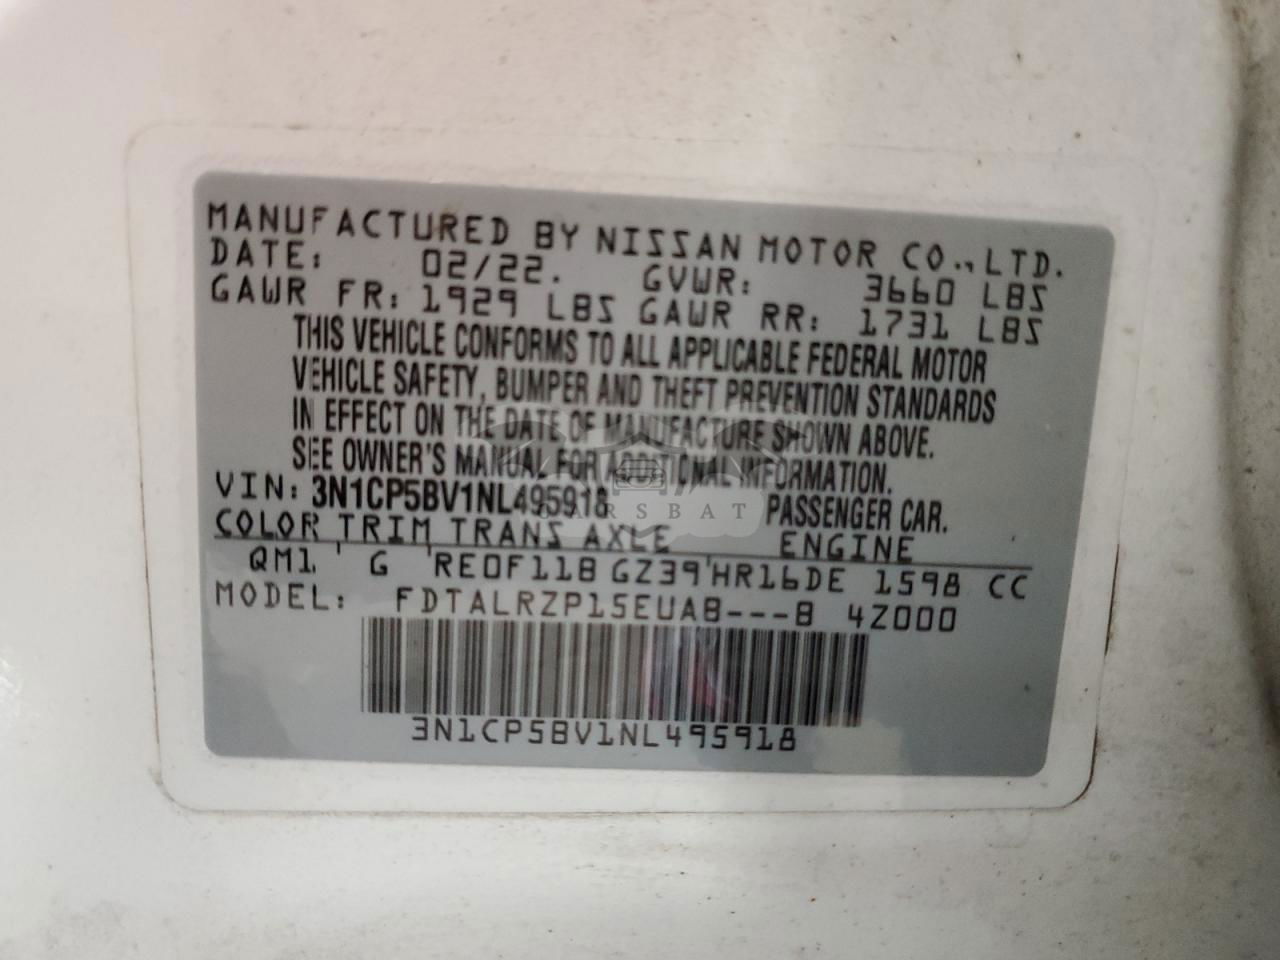 MANUFACTURED BY NISSAN MOTOR CO., LTD.
DATE: 02/22. GVWR: 3660 LBS
GAWR FR: 1929 LBS GAWR RR: 1731 LBS
THIS VEHICLE CONFORMS TO ALL APPLICABLE FEDERAL MOTOR
VEHICLE SAFETY, BUMPER AND THEFT PREVENTION STANDARDS
IN EFFECT ON THE DATE OF MANUFACTURE SHOWN ABOVE.
SEE OWNER'S MANUAL FOR ADDITIONAL INFORMATION.
VIN: 3N1CP5BV1NL495918 PASSENGER CAR.
CARSBAT
COLOR TRIM TRANS AXLE ENGINE
QM1 G RE0F11B GZ39 HR16DE 1598 CC
MODEL: FDTALRZP15EUAB---B 4Z000
3N1CP5BV1NL495918